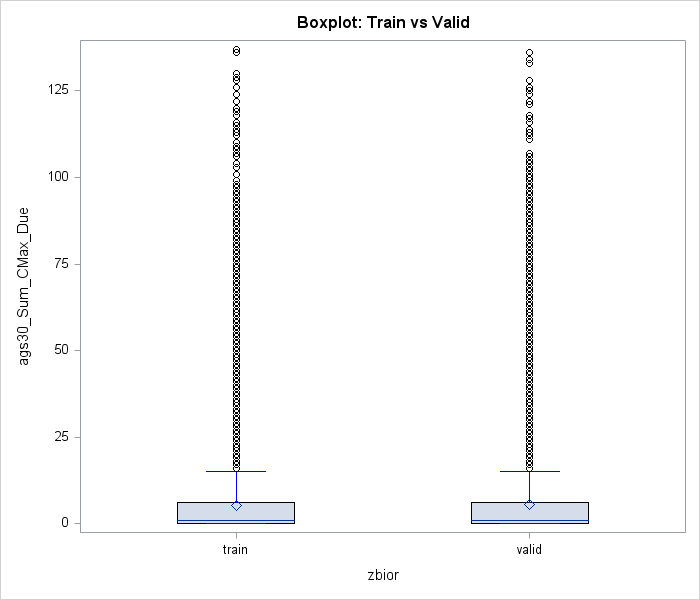 Boxplot: Train vs Valid
ags30_Sum_CMax_Due
125
100
75
50
25
0
train
valid
zbior